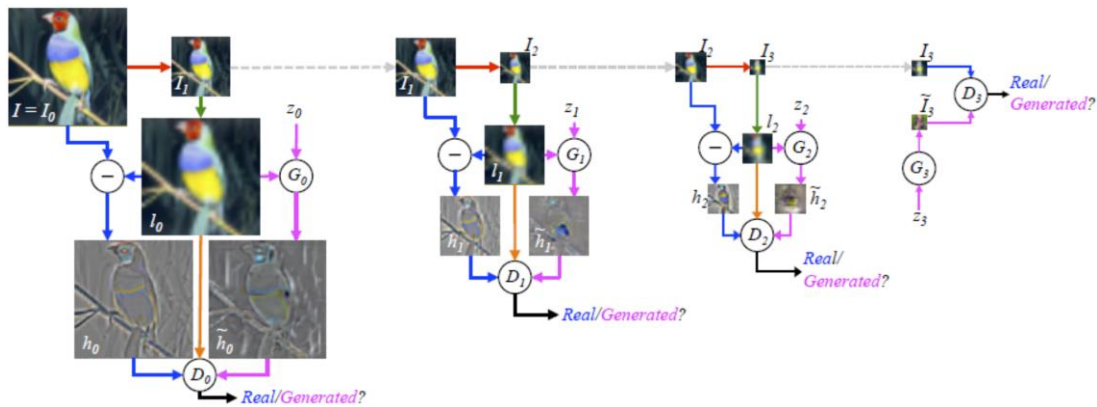 I = I₀
I₁
z₀
−
l₀
G₀
h₀
h̃₀
D₀
Real/Generated?
I₁
I₂
z₁
−
l₁
G₁
h₁
h̃₁
D₁
Real/Generated?
I₂
I₃
z₂
−
l₂
G₂
h₂
h̃₂
D₂
Real/
Generated?
I₃
Ĩ₃
D₃
Real/
Generated?
G₃
z₃